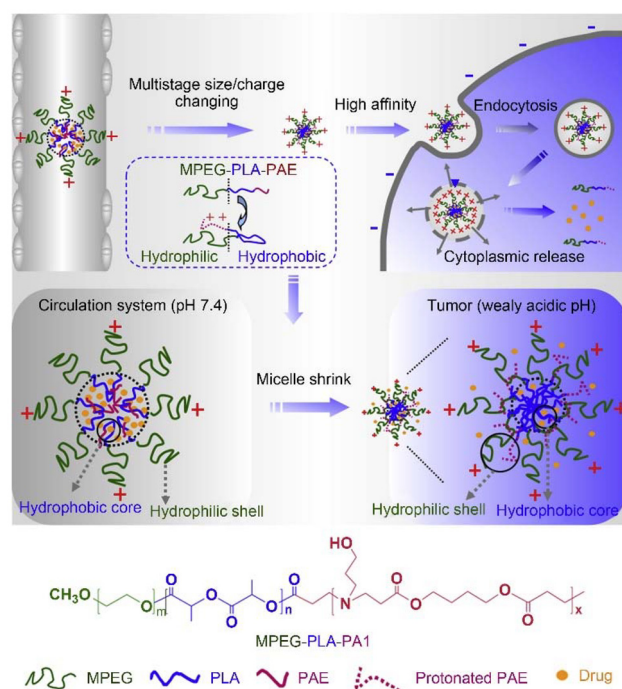 Multistage size/charge
changing
High affinity
Endocytosis
MPEG-PLA-PAE
++
Hydrophilic
Hydrophobic
Cytoplasmic release
Circulation system (pH 7.4)
Tumor (wealy acidic pH)
Micelle shrink
Hydrophobic core
Hydrophilic shell
Hydrophilic shell
Hydrophobic core
HO
CH3O
O
m
O
O
O
O
n
O
N
O
O
O
O
x
MPEG-PLA-PA1
MPEG
PLA
PAE
Protonated PAE
Drug